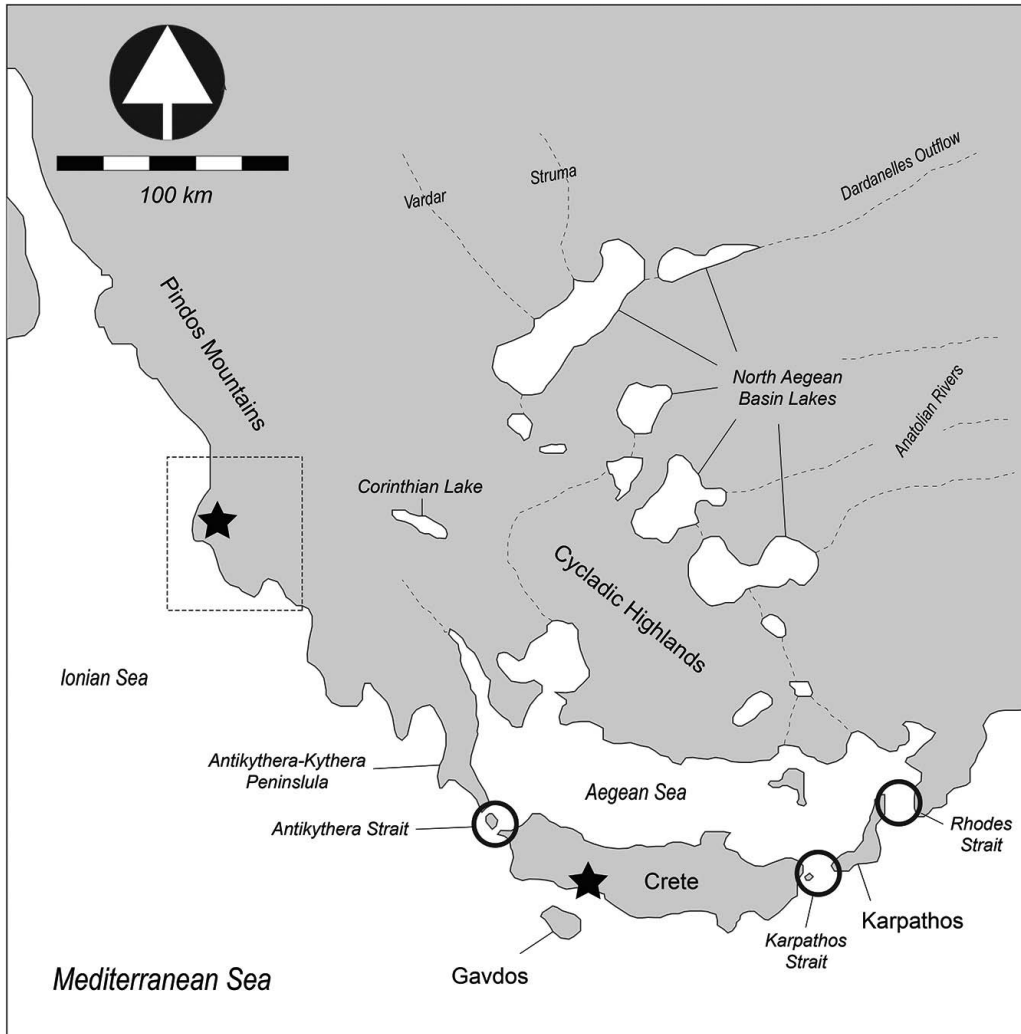 100 km
Vardar
Struma
Dardanelles Outflow
Pindos Mountains
North Aegean
Basin Lakes
Anatolian Rivers
Corinthian Lake
Cycladic Highlands
Ionian Sea
Antikythera-Kythera
Peninslula
Aegean Sea
Antikythera Strait
Rhodes
Strait
Crete
Karpathos
Karpathos
Strait
Gavdos
Mediterranean Sea